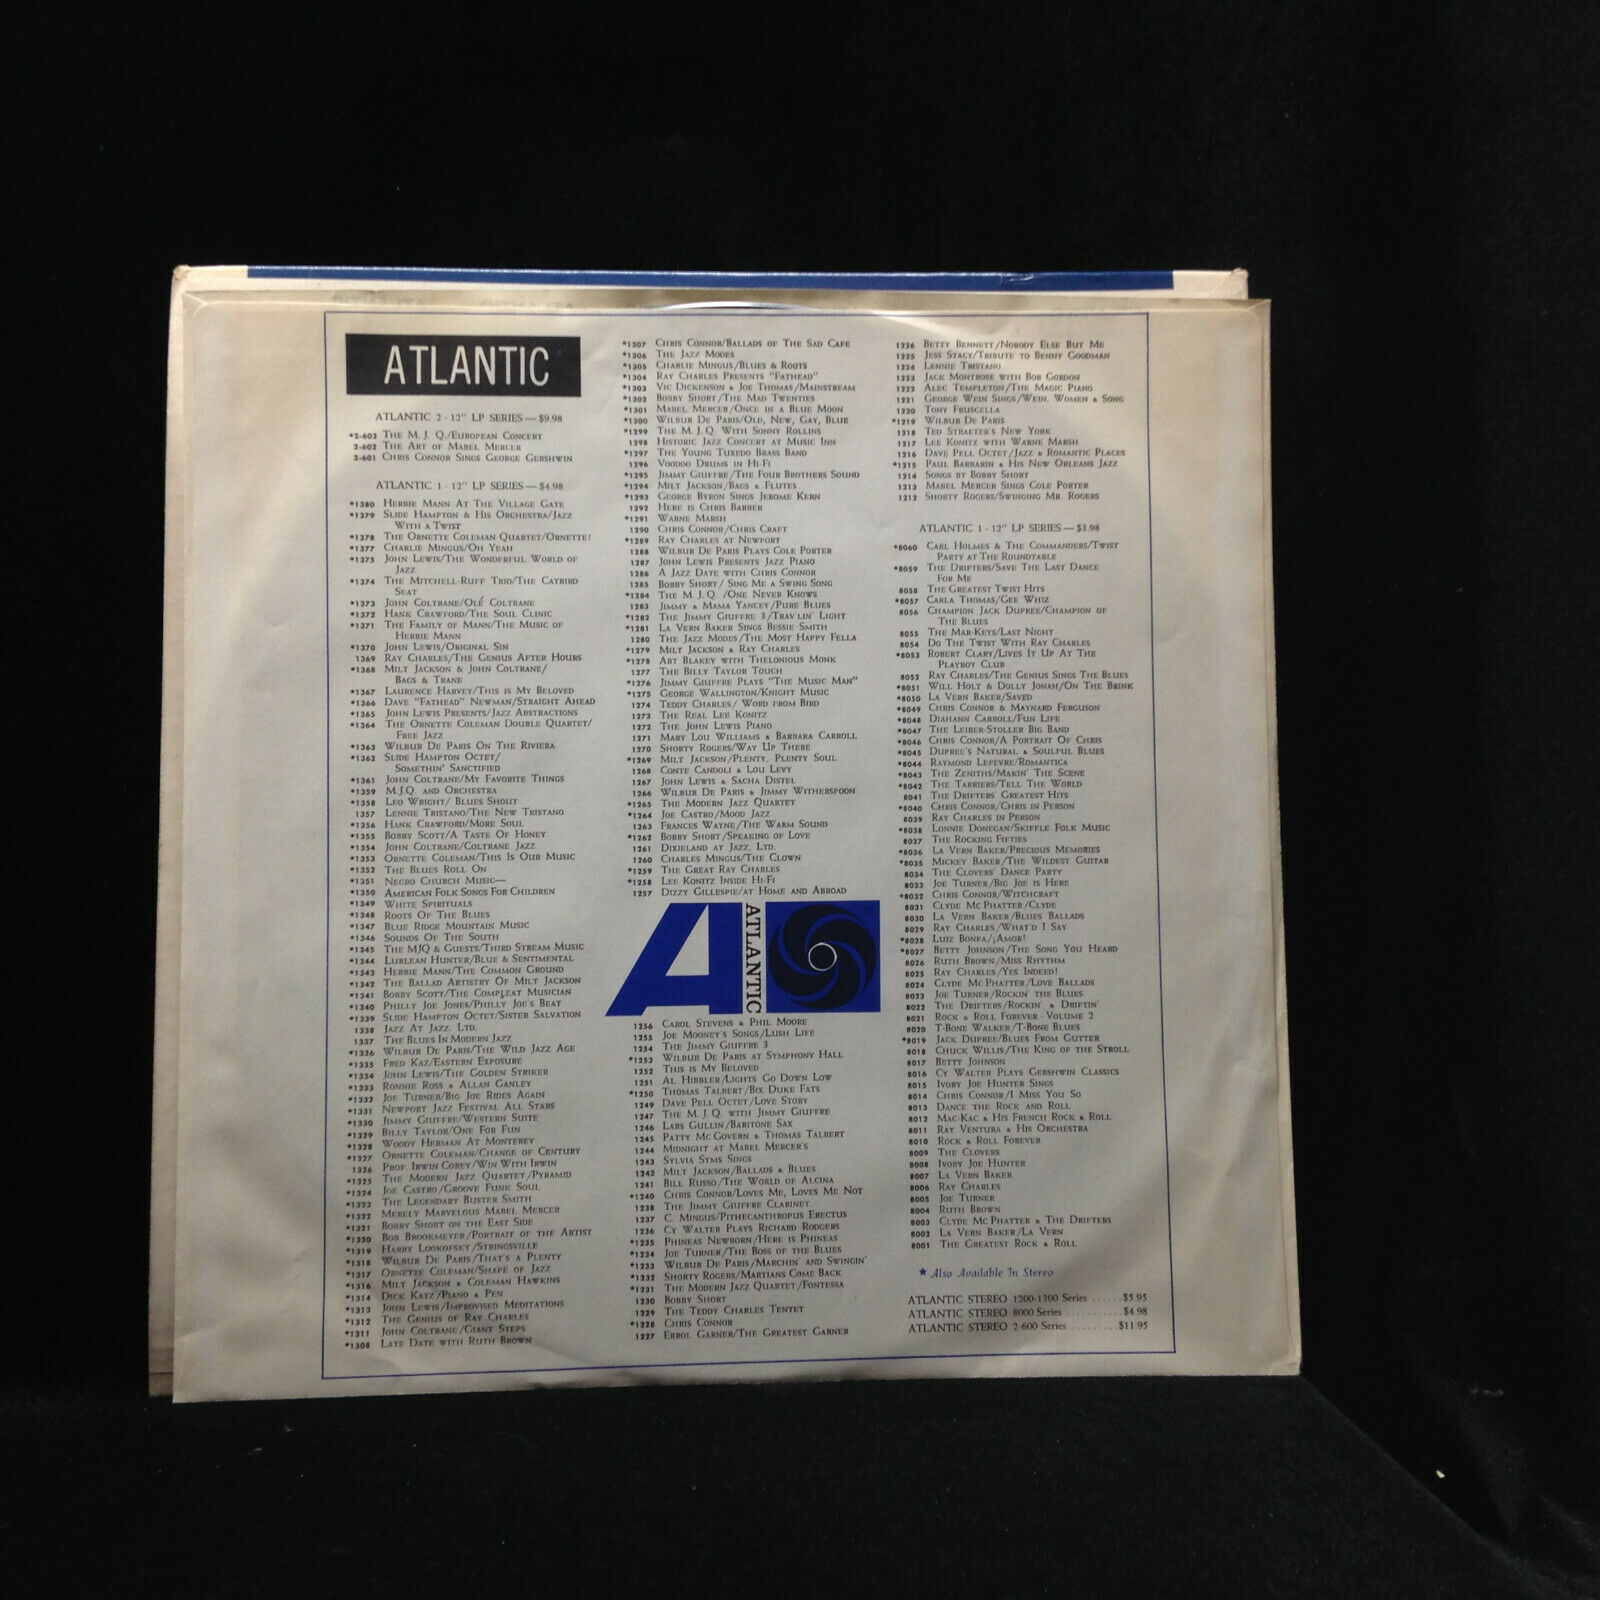 ATLANTIC
ATLANTIC 2 - 12" LP SERIES — $9.98
*2-603 The M. J. Q./European Concert
2-602 The Art of Mabel Mercer
2-601 Chris Connor Sings George Gershwin
ATLANTIC 1 - 12" LP SERIES — $4.98
*1380 Herbie Mann At The Village Gate
*1379 Slide Hampton & His Orchestra/Jazz
With a Twist
*1378 The Ornette Coleman Quartet/Ornette!
*1377 Charlie Mingus/Oh Yeah
*1375 John Lewis/The Wonderful World of
Jazz
*1374 The Mitchell-Ruff Trio/The Catbird
Seat
*1373 John Coltrane/Olé Coltrane
*1372 Hank Crawford/The Soul Clinic
*1371 The Family of Mann/The Music of
Herbie Mann
*1370 John Lewis/Original Sin
1369 Ray Charles/The Genius After Hours
*1368 Milt Jackson & John Coltrane/
Bags & Trane
*1367 Laurence Harvey/This is My Beloved
*1366 Dave "Fathead" Newman/Straight Ahead
*1365 John Lewis Presents/Jazz Abstractions
*1364 The Ornette Coleman Double Quartet/
Free Jazz
*1363 Wilbur De Paris On The Riviera
*1362 Slide Hampton Octet/
Somethin' Sanctified
*1361 John Coltrane/My Favorite Things
*1359 M.J.Q. and Orchestra
*1358 Leo Wright/ Blues Shout
1357 Lennie Tristano/The New Tristano
*1356 Hank Crawford/More Soul
*1355 Bobby Scott/A Taste Of Honey
*1354 John Coltrane/Coltrane Jazz
*1353 Ornette Coleman/This Is Our Music
*1352 The Blues Roll On
*1351 Negro Church Music—
*1350 American Folk Songs For Children
*1349 White Spirituals
*1348 Roots Of The Blues
*1347 Blue Ridge Mountain Music
*1346 Sounds Of The South
*1345 The MJQ & Guests/Third Stream Music
*1344 Lurlean Hunter/Blue & Sentimental
*1343 Herbie Mann/The Common Ground
*1342 The Ballad Artistry Of Milt Jackson
*1341 Bobby Scott/The Compleat Musician
*1340 Philly Joe Jones/Philly Joe's Beat
*1339 Slide Hampton Octet/Sister Salvation
1338 Jazz At Jazz, Ltd.
1337 The Blues In Modern Jazz
*1336 Wilbur De Paris/The Wild Jazz Age
*1335 Fred Kaz/Eastern Exposure
*1334 John Lewis/The Golden Striker
*1333 Ronnie Ross & Allan Ganley
*1332 Joe Turner/Big Joe Rides Again
*1331 Newport Jazz Festival All Stars
*1330 Jimmy Giuffre/Western Suite
*1329 Billy Taylor/One For Fun
*1328 Woody Herman At Monterey
*1327 Ornette Coleman/Change of Century
1326 Prof. Irwin Corey/Win With Irwin
*1325 The Modern Jazz Quartet/Pyramid
*1324 Joe Castro/Groove Funk Soul
*1323 The Legendary Buster Smith
*1322 Merely Marvelous Mabel Mercer
*1321 Bobby Short on the East Side
*1320 Bob Brookmeyer/Portrait of the Artist
*1319 Harry Lookofsky/Stringsville
*1318 Wilbur De Paris/That's a Plenty
*1317 Ornette Coleman/Shape of Jazz
*1316 Milt Jackson & Coleman Hawkins
*1314 Dick Katz/Piano & Pen
*1313 John Lewis/Improvised Meditations
*1312 The Genius of Ray Charles
*1311 John Coltrane/Giant Steps
*1308 Late Date with Ruth Brown
*1307 Chris Connor/Ballads of The Sad Cafe
*1306 The Jazz Modes
*1305 Charlie Mingus/Blues & Roots
*1304 Ray Charles Presents "Fathead"
*1303 Vic Dickenson & Joe Thomas/Mainstream
*1302 Bobby Short/The Mad Twenties
*1301 Mabel Mercer/Once in a Blue Moon
*1300 Wilbur De Paris/Old, New, Gay, Blue
*1299 The M. J. Q. With Sonny Rollins
1298 Historic Jazz Concert at Music Inn
*1297 The Young Tuxedo Brass Band
1296 Voodoo Drums in Hi-Fi
*1295 Jimmy Giuffre/The Four Brothers Sound
*1294 Milt Jackson/Bags & Flutes
*1293 George Byron Sings Jerome Kern
1292 Here is Chris Barber
*1291 Warne Marsh
1290 Chris Connor/Chris Craft
*1289 Ray Charles at Newport
1288 Wilbur De Paris Plays Cole Porter
1287 John Lewis Presents Jazz Piano
1286 A Jazz Date with Chris Connor
1285 Bobby Short/ Sing Me a Swing Song
*1284 The M. J. Q. /One Never Knows
1283 Jimmy & Mama Yancey/Pure Blues
*1282 The Jimmy Giuffre 3/Trav'lin' Light
*1281 La Vern Baker Sings Bessie Smith
1280 The Jazz Modes/The Most Happy Fella
*1279 Milt Jackson & Ray Charles
*1278 Art Blakey with Thelonious Monk
1277 The Billy Taylor Touch
*1276 Jimmy Giuffre Plays "The Music Man"
*1275 George Wallington/Knight Music
1274 Teddy Charles/ Word from Bird
1273 The Real Lee Konitz
1272 The John Lewis Piano
1271 Mary Lou Williams & Barbara Carroll
1270 Shorty Rogers/Way Up There
*1269 Milt Jackson/Plenty, Plenty Soul
1268 Conte Candoli & Lou Levy
1267 John Lewis & Sacha Distel
1266 Wilbur De Paris & Jimmy Witherspoon
*1265 The Modern Jazz Quartet
*1264 Joe Castro/Mood Jazz
1263 Frances Wayne/The Warm Sound
*1262 Bobby Short/Speaking of Love
1261 Dixieland at Jazz, Ltd.
1260 Charles Mingus/The Clown
*1259 The Great Ray Charles
*1258 Lee Konitz Inside Hi-Fi
1257 Dizzy Gillespie/at Home and Abroad
ATLANTIC
1256 Carol Stevens & Phil Moore
1255 Joe Mooney's Songs/Lush Life
1254 The Jimmy Giuffre 3
*1253 Wilbur De Paris at Symphony Hall
1252 This is My Beloved
1251 Al Hibbler/Lights Go Down Low
*1250 Thomas Talbert/Bix Duke Fats
1249 Dave Pell Octet/Love Story
1247 The M. J. Q. with Jimmy Giuffre
1246 Lars Gullin/Baritone Sax
1245 Patty Mc Govern & Thomas Talbert
1244 Midnight at Mabel Mercer's
1243 Sylvia Syms Sings
1242 Milt Jackson/Ballads & Blues
1241 Bill Russo/The World of Alcina
*1240 Chris Connor/Loves Me, Loves Me Not
1238 The Jimmy Giuffre Clarinet
1237 C. Mingus/Pithecanthropus Erectus
1236 Cy Walter Plays Richard Rodgers
*1235 Phineas Newborn/Here is Phineas
*1234 Joe Turner/The Boss of the Blues
*1233 Wilbur De Paris/Marchin' and Swingin'
*1232 Shorty Rogers/Martians Come Back
*1231 The Modern Jazz Quartet/Fontessa
1230 Bobby Short
1229 The Teddy Charles Tentet
*1228 Chris Connor
1227 Errol Garner/The Greatest Garner
1226 Betty Bennett/Nobody Else But Me
1225 Jess Stacy/Tribute to Benny Goodman
1224 Lennie Tristano
1223 Jack Montrose with Bob Gordon
1222 Alec Templeton/The Magic Piano
1221 George Wein Sings/Wein, Women & Song
1220 Tony Fruscella
*1219 Wilbur De Paris
1218 Ted Straeter's New York
1217 Lee Konitz with Warne Marsh
1216 Dave Pell Octet/Jazz & Romantic Places
*1215 Paul Barbarin & His New Orleans Jazz
1214 Songs by Bobby Short
1213 Mabel Mercer Sings Cole Porter
1212 Shorty Rogers/Swinging Mr. Rogers
ATLANTIC 1 - 12" LP SERIES — $3.98
*8060 Carl Holmes & The Commanders/Twist
Party at The Roundtable
*8059 The Drifters/Save The Last Dance
For Me
8058 The Greatest Twist Hits
*8057 Carla Thomas/Gee Whiz
8056 Champion Jack Dupree/Champion of
The Blues
8055 The Mar-Keys/Last Night
8054 Do The Twist With Ray Charles
*8053 Robert Clary/Lives It Up At The
Playboy Club
8052 Ray Charles/The Genius Sings The Blues
*8051 Will Holt & Dolly Jonah/On The Brink
*8050 La Vern Baker/Saved
*8049 Chris Connor & Maynard Ferguson
*8048 Diahann Carroll/Fun Life
*8047 The Leiber-Stoller Big Band
*8046 Chris Connor/A Portrait Of Chris
*8045 Dupree's Natural & Soulful Blues
*8044 Raymond Lefevre/Romantica
*8043 The Zeniths/Makin' The Scene
*8042 The Tarriers/Tell The World
8041 The Drifters Greatest Hits
*8040 Chris Connor/Chris in Person
8039 Ray Charles in Person
*8038 Lonnie Donegan/Skiffle Folk Music
8037 The Rocking Fifties
*8036 La Vern Baker/Precious Memories
*8035 Mickey Baker/The Wildest Guitar
8034 The Clovers' Dance Party
8033 Joe Turner/Big Joe is Here
*8032 Chris Connor/Witchcraft
8031 Clyde Mc Phatter/Clyde
8030 La Vern Baker/Blues Ballads
8029 Ray Charles/What'd I Say
*8028 Luiz Bonfa/¡Amor!
*8027 Betty Johnson/The Song You Heard
8026 Ruth Brown/Miss Rhythm
8025 Ray Charles/Yes Indeed!
8024 Clyde Mc Phatter/Love Ballads
8023 Joe Turner/Rockin' the Blues
8022 The Drifters/Rockin' & Driftin'
8021 Rock & Roll Forever - Volume 2
8020 T-Bone Walker/T-Bone Blues
*8019 Jack Dupree/Blues From Gutter
8018 Chuck Willis/The King of the Stroll
8017 Betty Johnson
8016 Cy Walter Plays Gershwin Classics
8015 Ivory Joe Hunter Sings
8014 Chris Connor/I Miss You So
8013 Dance the Rock and Roll
8012 Mac-Kac & His French Rock & Roll
8011 Ray Ventura & His Orchestra
8010 Rock & Roll Forever
8009 The Clovers
8008 Ivory Joe Hunter
8007 La Vern Baker
8006 Ray Charles
8005 Joe Turner
8004 Ruth Brown
8003 Clyde Mc Phatter & The Drifters
8002 La Vern Baker/La Vern
8001 The Greatest Rock & Roll
* Also Available In Stereo
ATLANTIC STEREO 1200-1300 Series ...... $5.95
ATLANTIC STEREO 8000 Series ........... $4.98
ATLANTIC STEREO 2-600 Series ......... $11.95